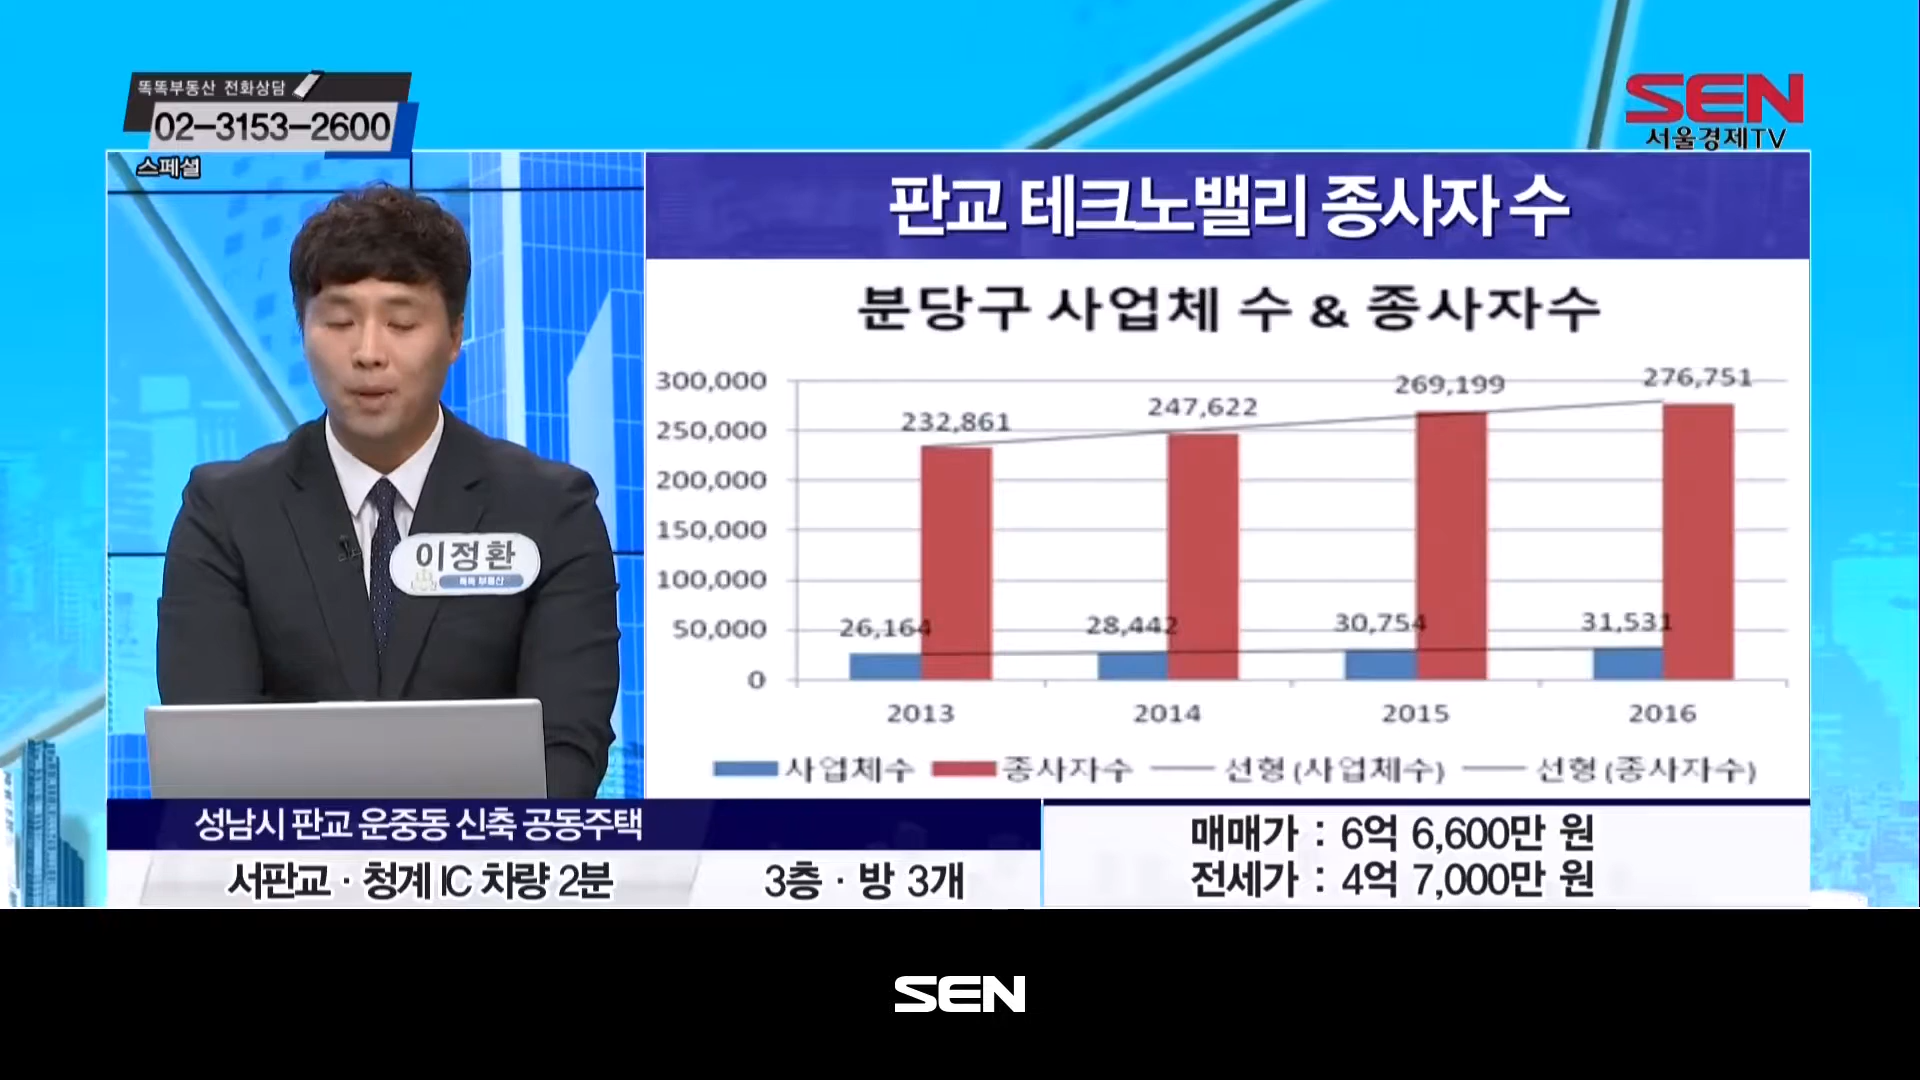 똑똑부동산 전화상담
02-3153-2600
스페셜
SEN
서울경제TV
판교 테크노밸리 종사자 수
분당구 사업체 수 & 종사자수
300,000
250,000
200,000
150,000
100,000
50,000
0
232,861
247,622
269,199
276,751
26,164
28,442
30,754
31,531
2013
2014
2015
2016
사업체수
종사자수
선형 (사업체수)
선형 (종사자수)
이정환
똑똑 부동산
성남시 판교 운중동 신축 공동주택
서판교 · 청계 IC 차량 2분
3층 · 방 3개
매매가 : 6억 6,600만 원
전세가 : 4억 7,000만 원
SEN